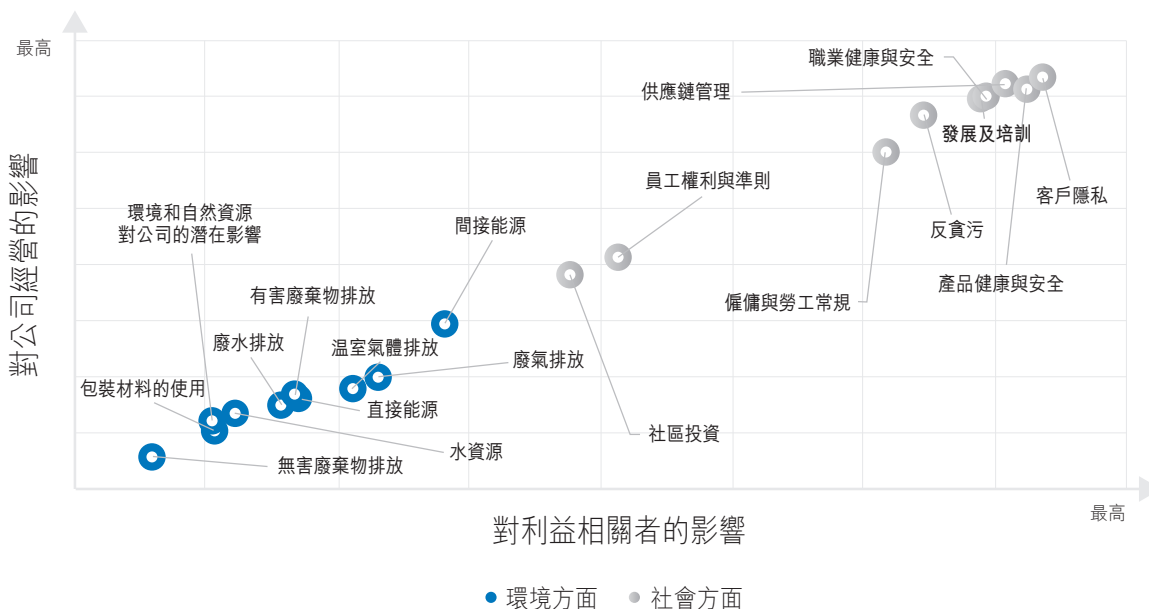 最高
職業健康與安全
供應鏈管理
發展及培訓
對公司經營的影響
員工權利與準則
客戶隱私
環境和自然資源
對公司的潛在影響
間接能源
反貪污
產品健康與安全
有害廢棄物排放
僱傭與勞工常規
廢水排放
温室氣體排放
廢氣排放
包裝材料的使用
直接能源
社區投資
水資源
無害廢棄物排放
最高
對利益相關者的影響
環境方面
社會方面